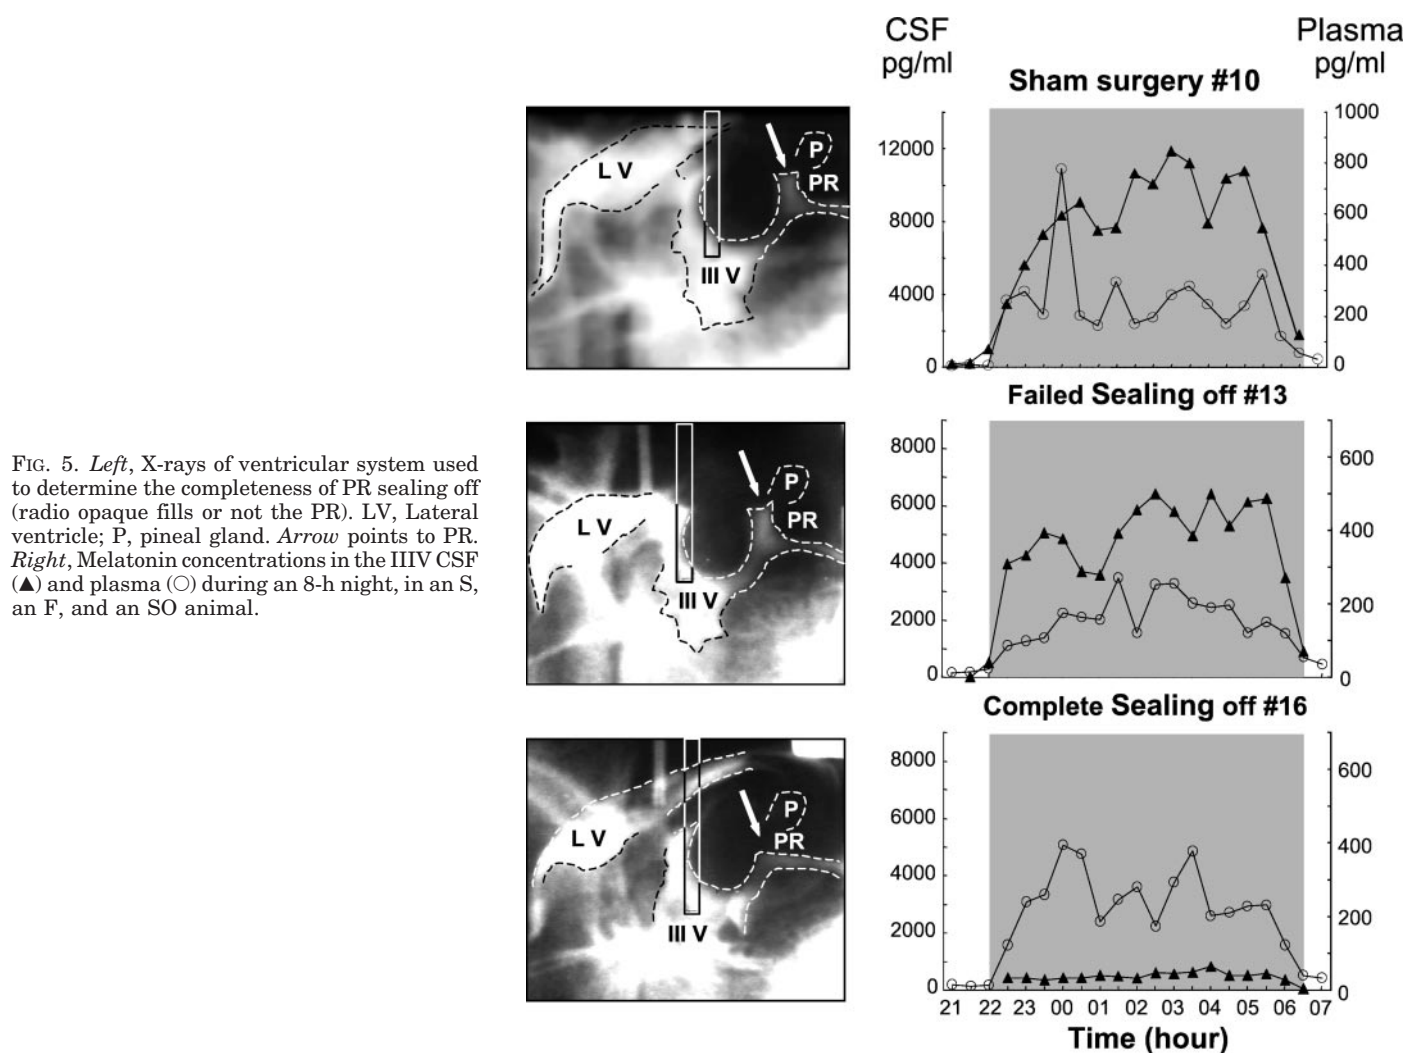 FIG. 5. Left, X-rays of ventricular system used
to determine the completeness of PR sealing off
(radio opaque fills or not the PR). LV, Lateral
ventricle; P, pineal gland. Arrow points to PR.
Right, Melatonin concentrations in the IIIV CSF
(▲) and plasma (○) during an 8-h night, in an S,
an F, and an SO animal.
CSF
pg/ml
Plasma
pg/ml
Sham surgery #10
L V
P
PR
III V
12000
8000
4000
0
1000
800
600
400
200
0
Failed Sealing off #13
L V
P
PR
III V
8000
6000
4000
2000
0
600
400
200
0
Complete Sealing off #16
L V
P
PR
III V
8000
6000
4000
2000
0
600
400
200
0
21 22 23 00 01 02 03 04 05 06 07
Time (hour)